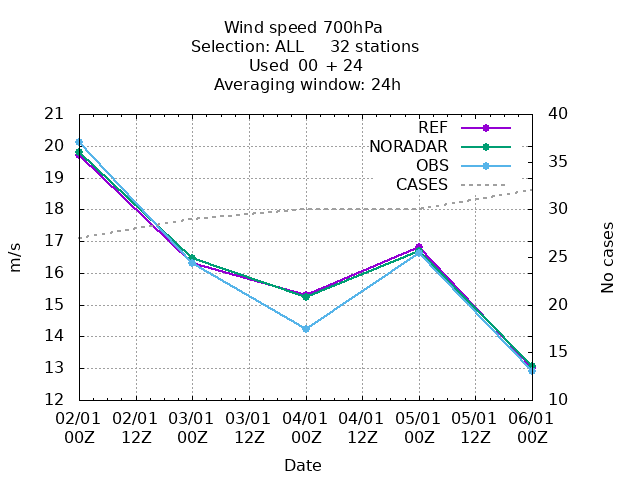 Wind speed 700hPa
Selection: ALL 32 stations
Used 00 + 24
Averaging window: 24h
21 40
20
19 35
18 30
17
16 25
15 20
14
13 15
12 10
REF
NORADAR
OBS
CASES
m/s
No cases
02/01 02/01 03/01 03/01 04/01 04/01 05/01 05/01 06/01
00Z 12Z 00Z 12Z 00Z 12Z 00Z 12Z 00Z
Date